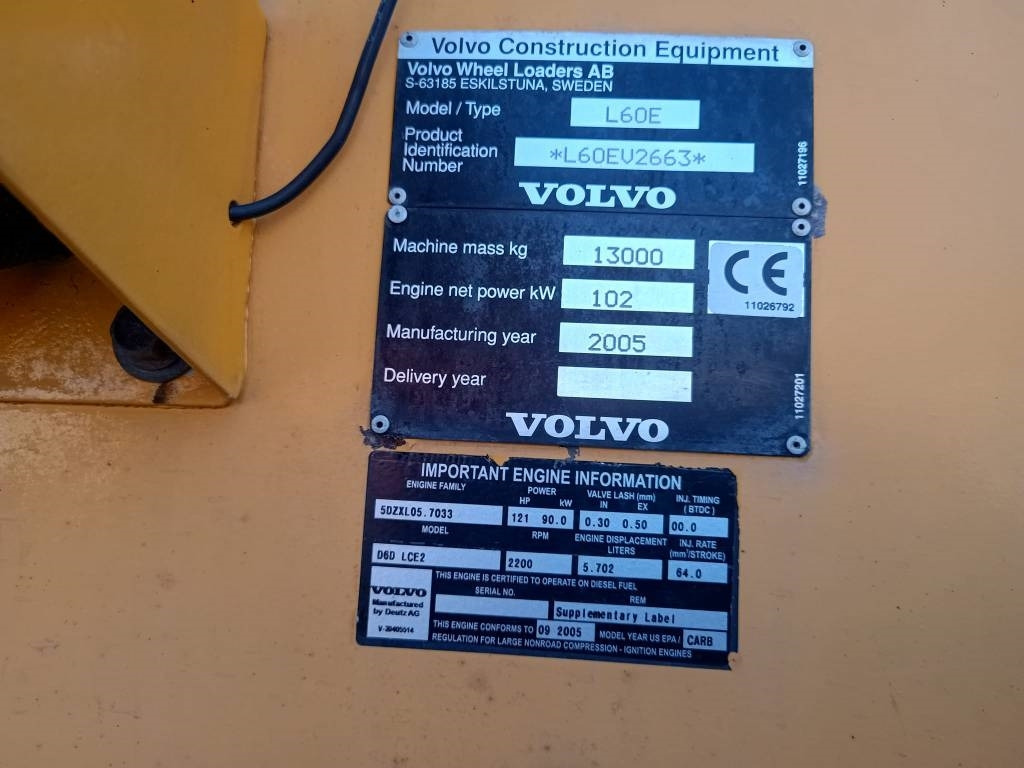 Volvo Construction Equipment
Volvo Wheel Loaders AB
S-63185 ESKILSTUNA, SWEDEN
Model / Type L60E
Product
Identification
Number *L60EV2663*
11027196
VOLVO
Machine mass kg 13000
Engine net power kW 102
Manufacturing year 2005
Delivery year
CE
11026792
11027201
VOLVO
IMPORTANT ENGINE INFORMATION
ENGINE FAMILY POWER VALVE LASH (mm) INJ. TIMING
HP kW IN EX (BTDC)
5DZXL05.7033 121 90.0 0.30 0.50 00.0
MODEL RPM ENGINE DISPLACEMENT INJ. RATE
LITERS (mm³/STROKE)
D6D LCE2 2200 5.702 64.0
THIS ENGINE IS CERTIFIED TO OPERATE ON DIESEL FUEL
SERIAL NO. REM
Supplementary Label
VOLVO
Manufactured
by Deutz AG
THIS ENGINE CONFORMS TO 09 2005 MODEL YEAR US EPA / CARB
REGULATION FOR LARGE NONROAD COMPRESSION - IGNITION ENGINES